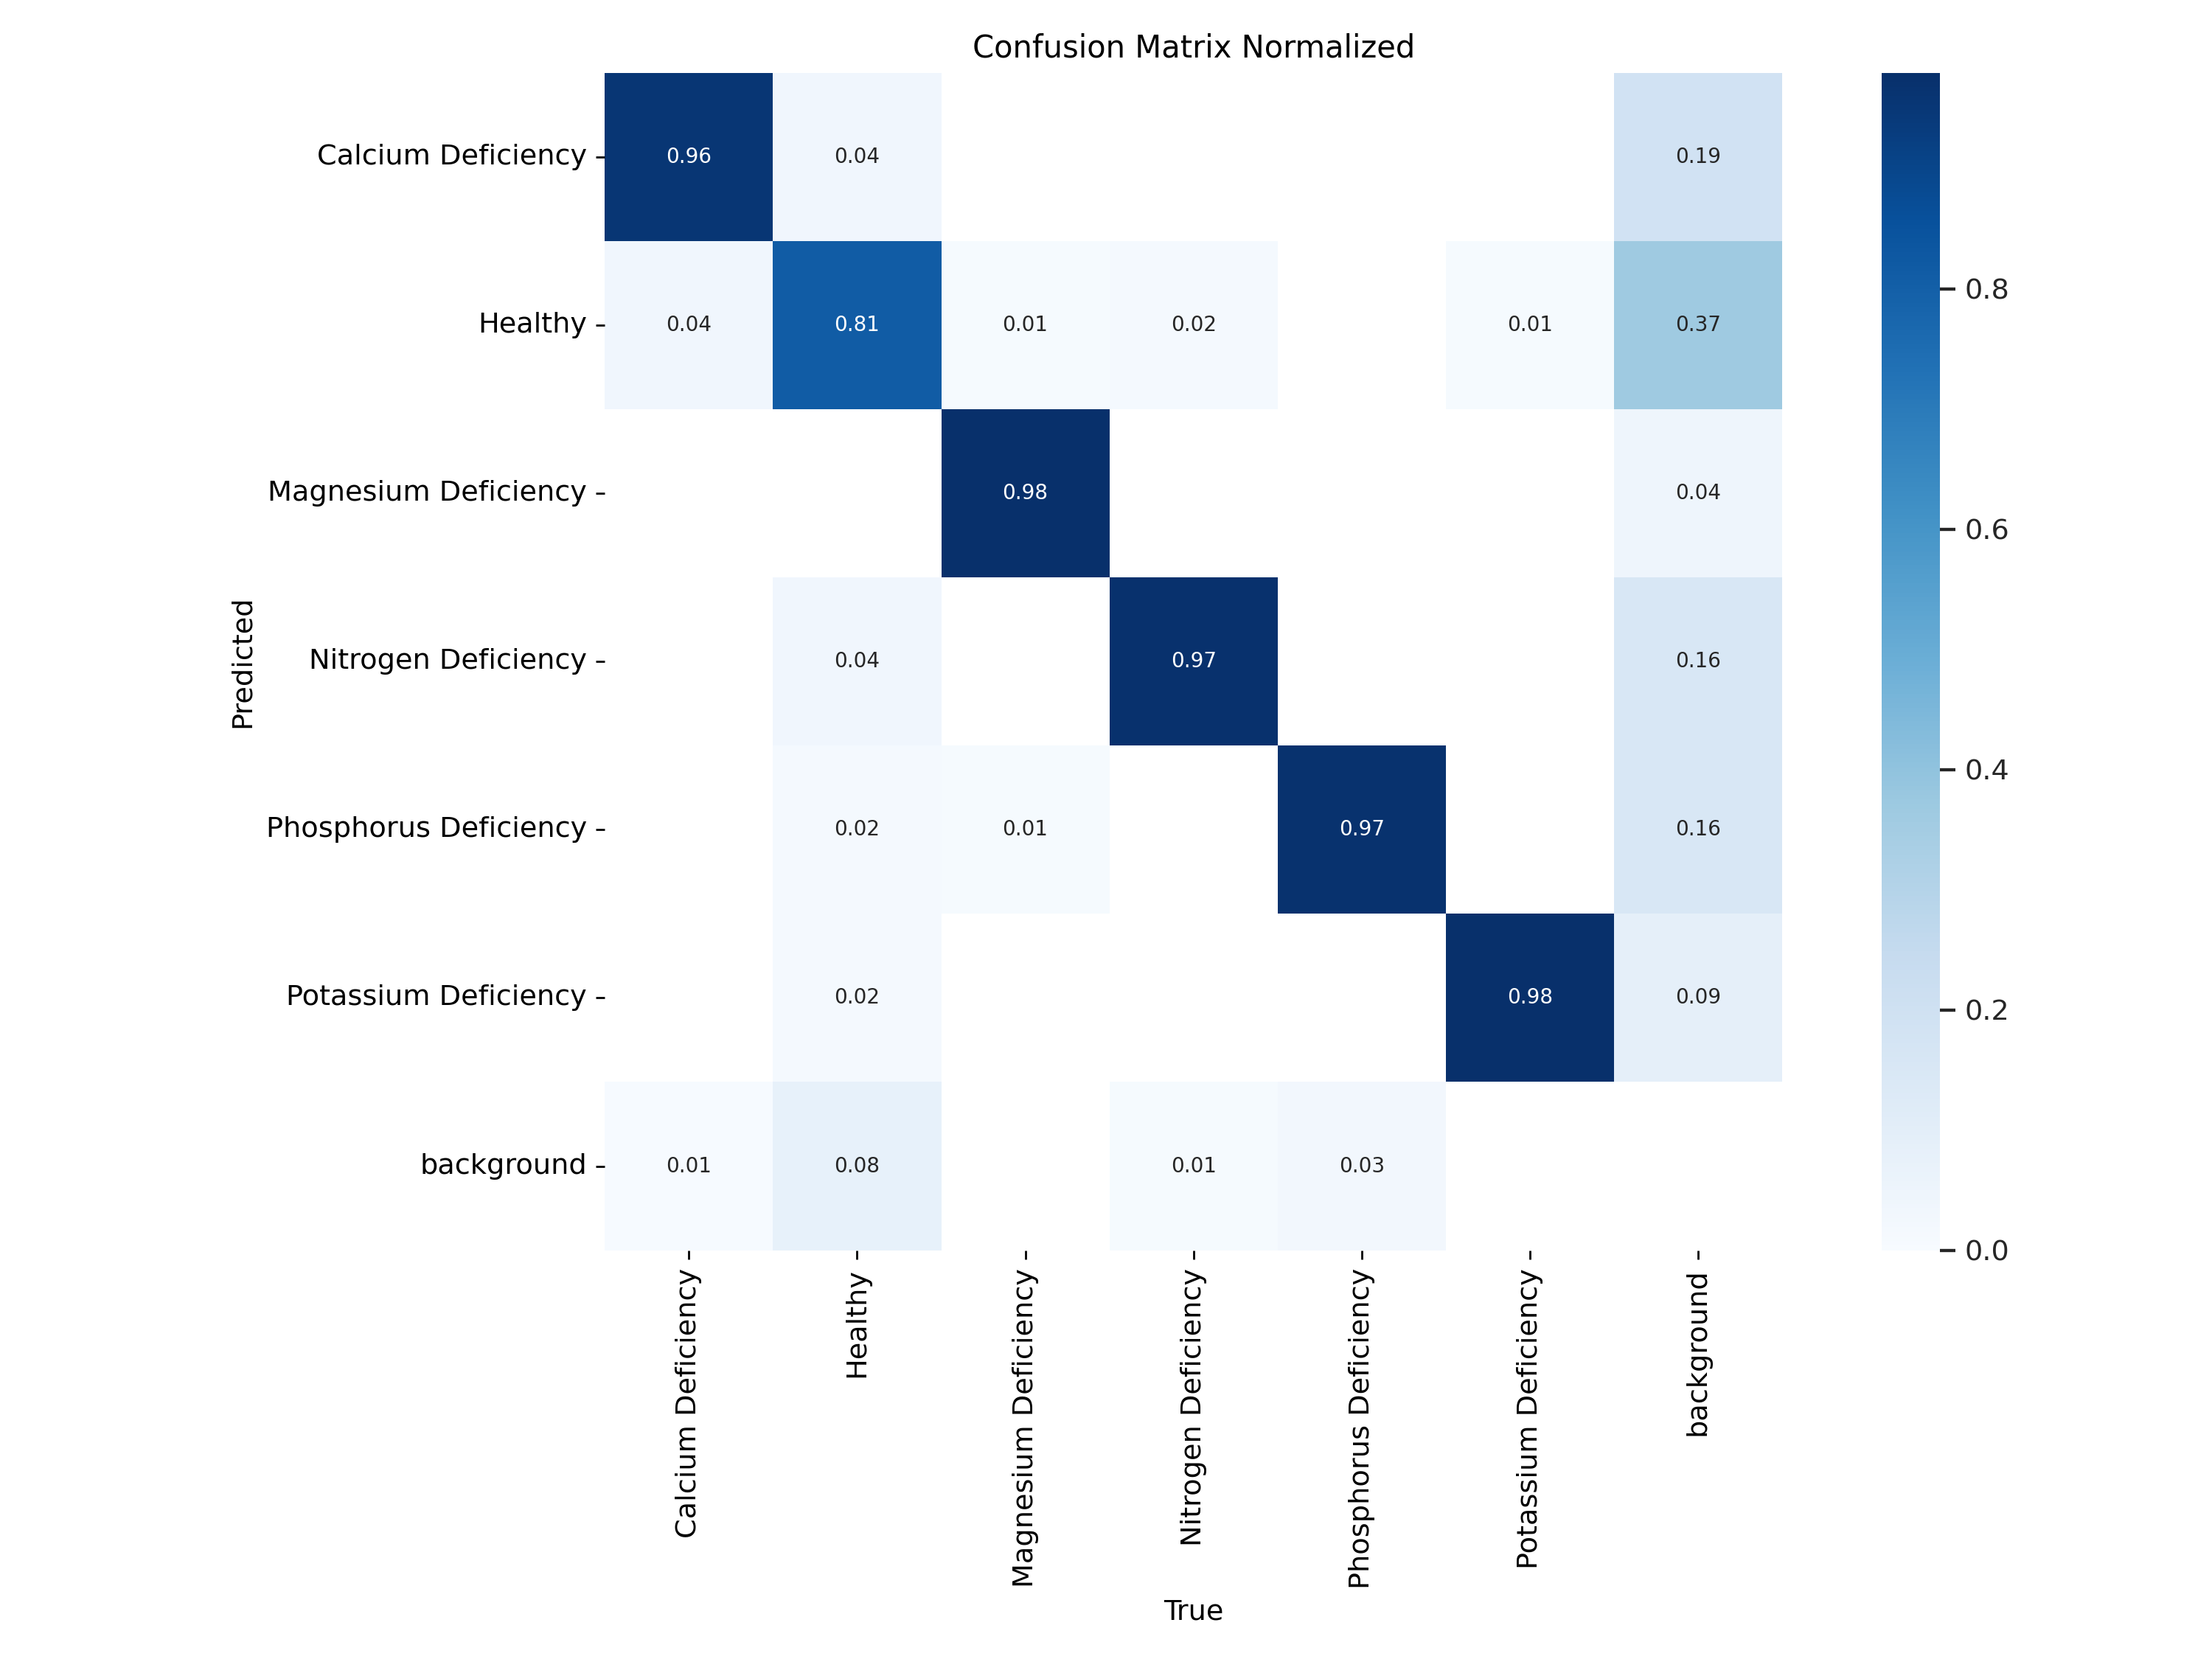 Confusion Matrix Normalized
Calcium Deficiency 0.96 0.04 0.19
Healthy 0.04 0.81 0.01 0.02 0.01 0.37
Magnesium Deficiency 0.98 0.04
Nitrogen Deficiency 0.04 0.97 0.16
Phosphorus Deficiency 0.02 0.01 0.97 0.16
Potassium Deficiency 0.02 0.98 0.09
background 0.01 0.08 0.01 0.03
Predicted
Calcium Deficiency
Healthy
Magnesium Deficiency
Nitrogen Deficiency
Phosphorus Deficiency
Potassium Deficiency
background
True
0.8
0.6
0.4
0.2
0.0